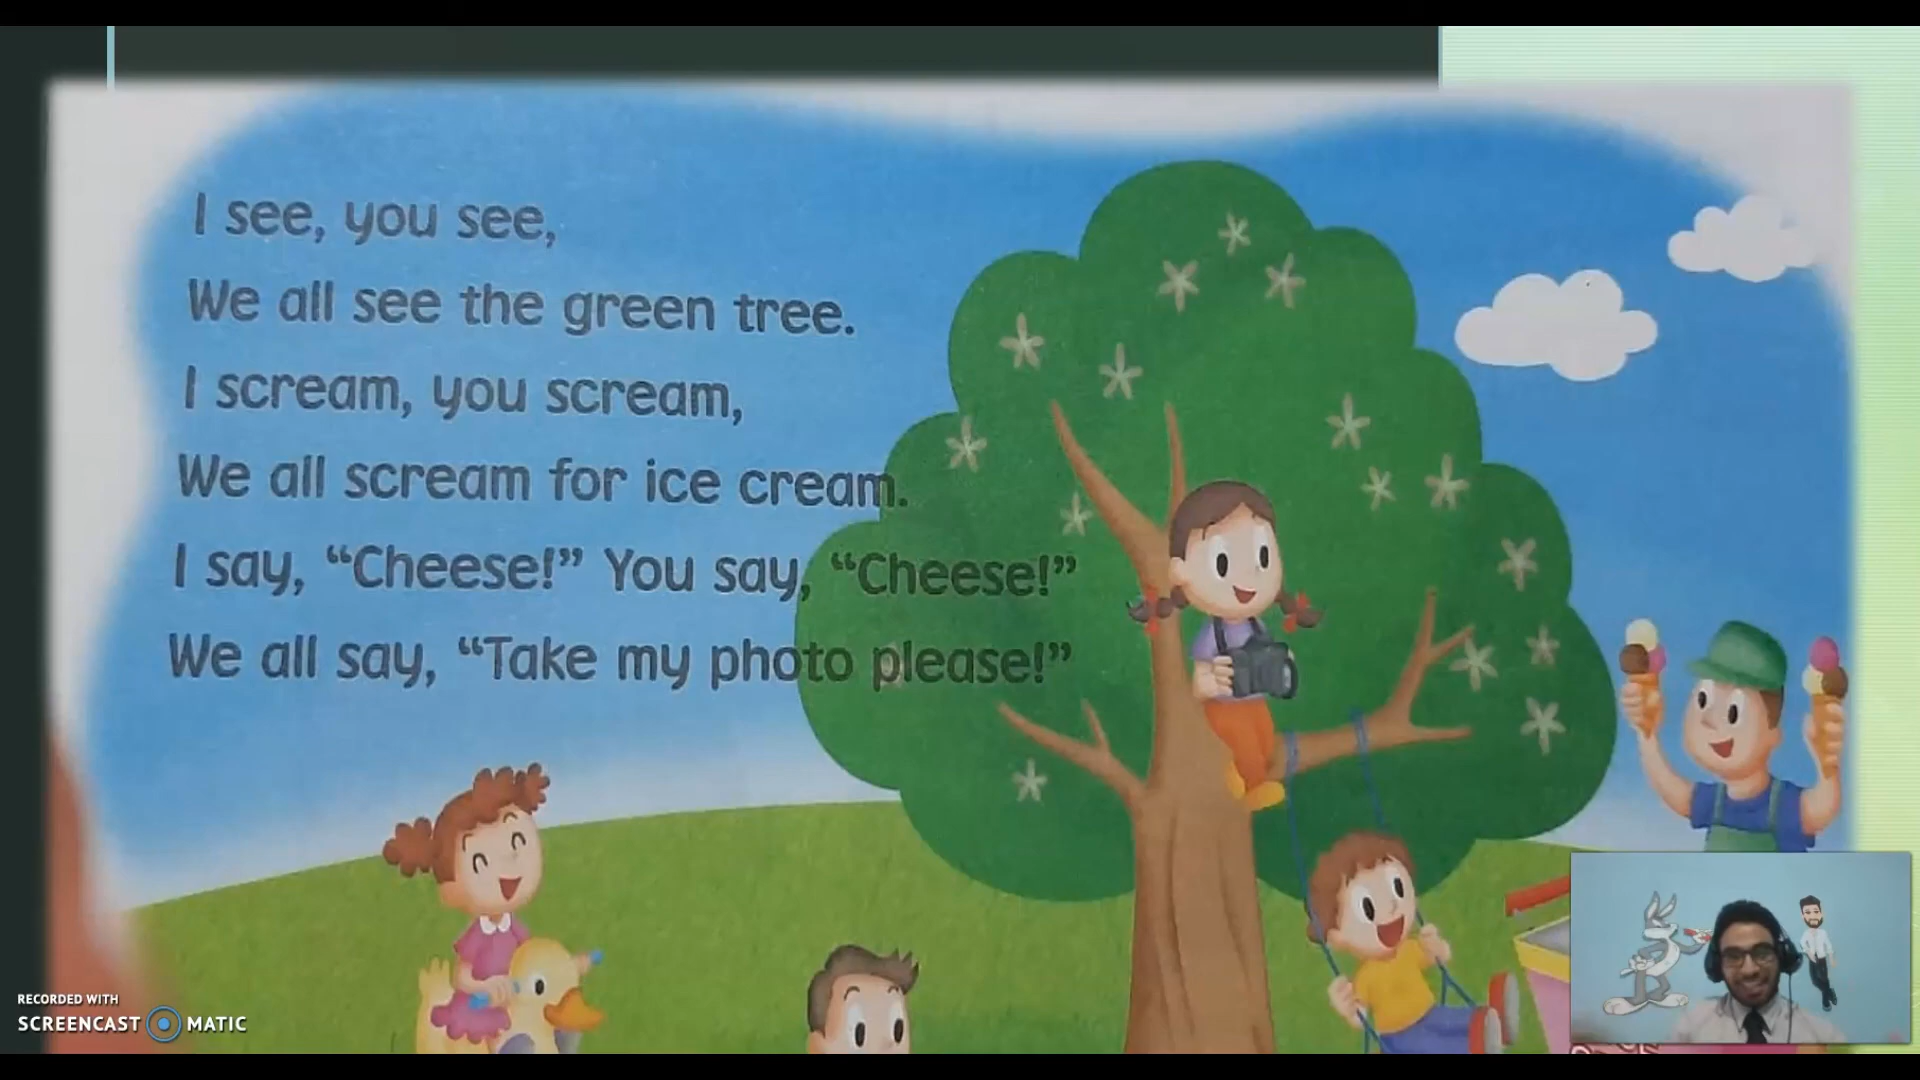 I see, you see,
We all see the green tree.
I scream, you scream,
We all scream for ice cream.
I say, “Cheese!” You say, “Cheese!”
We all say, “Take my photo please!”
RECORDED WITH
SCREENCAST MATIC